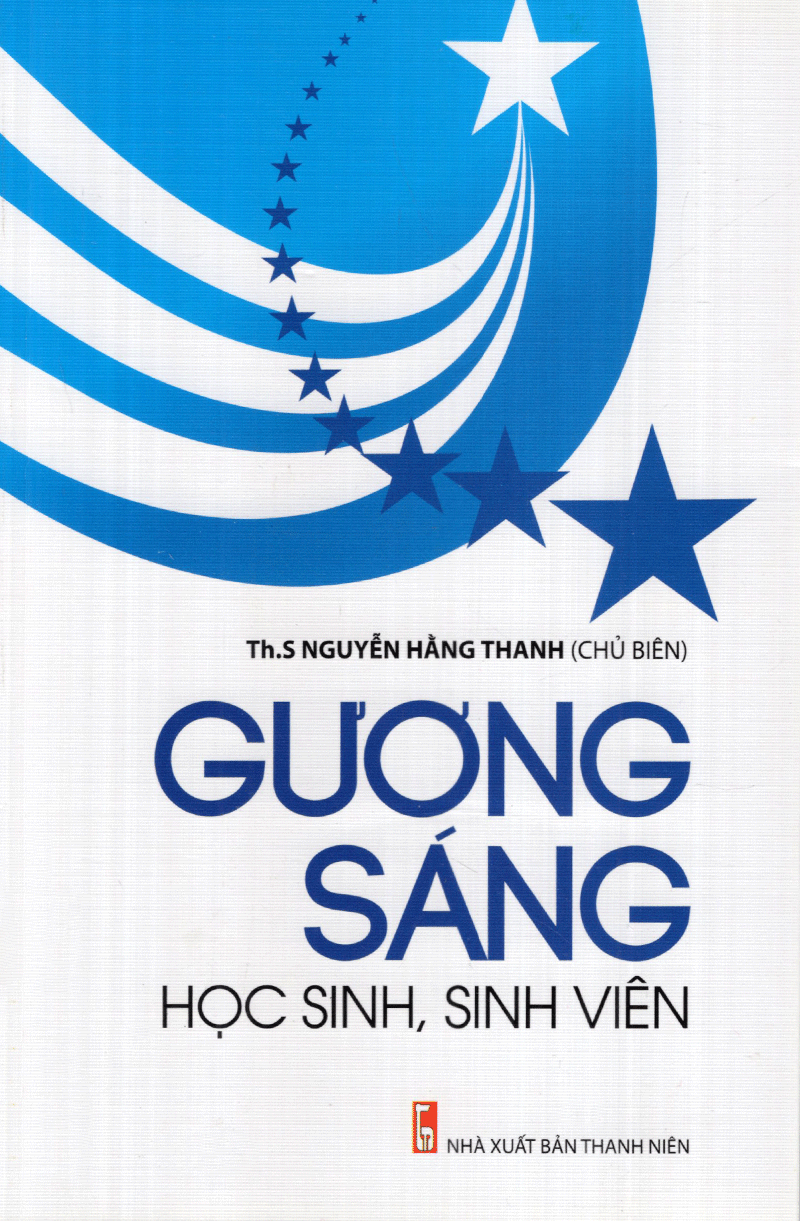 Th.S NGUYỄN HẰNG THANH (CHỦ BIÊN)
GƯƠNG
SÁNG
HỌC SINH, SINH VIÊN
NHÀ XUẤT BẢN THANH NIÊN